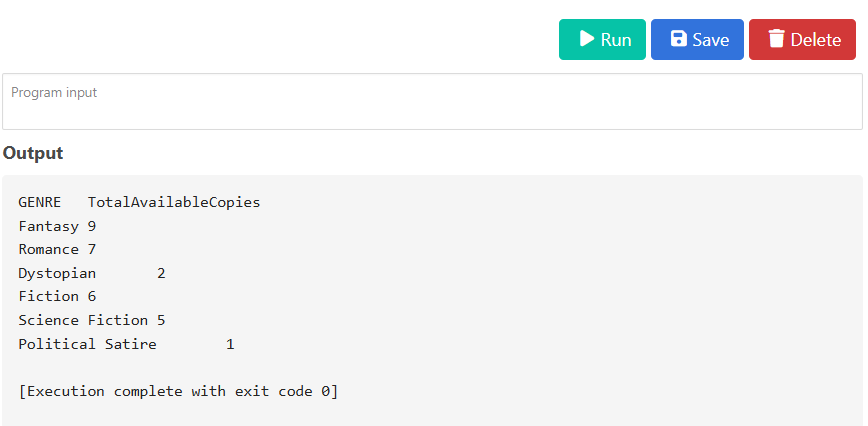 Run Save Delete
Program input
Output
GENRE TotalAvailableCopies
Fantasy 9
Romance 7
Dystopian 2
Fiction 6
Science Fiction 5
Political Satire 1
[Execution complete with exit code 0]